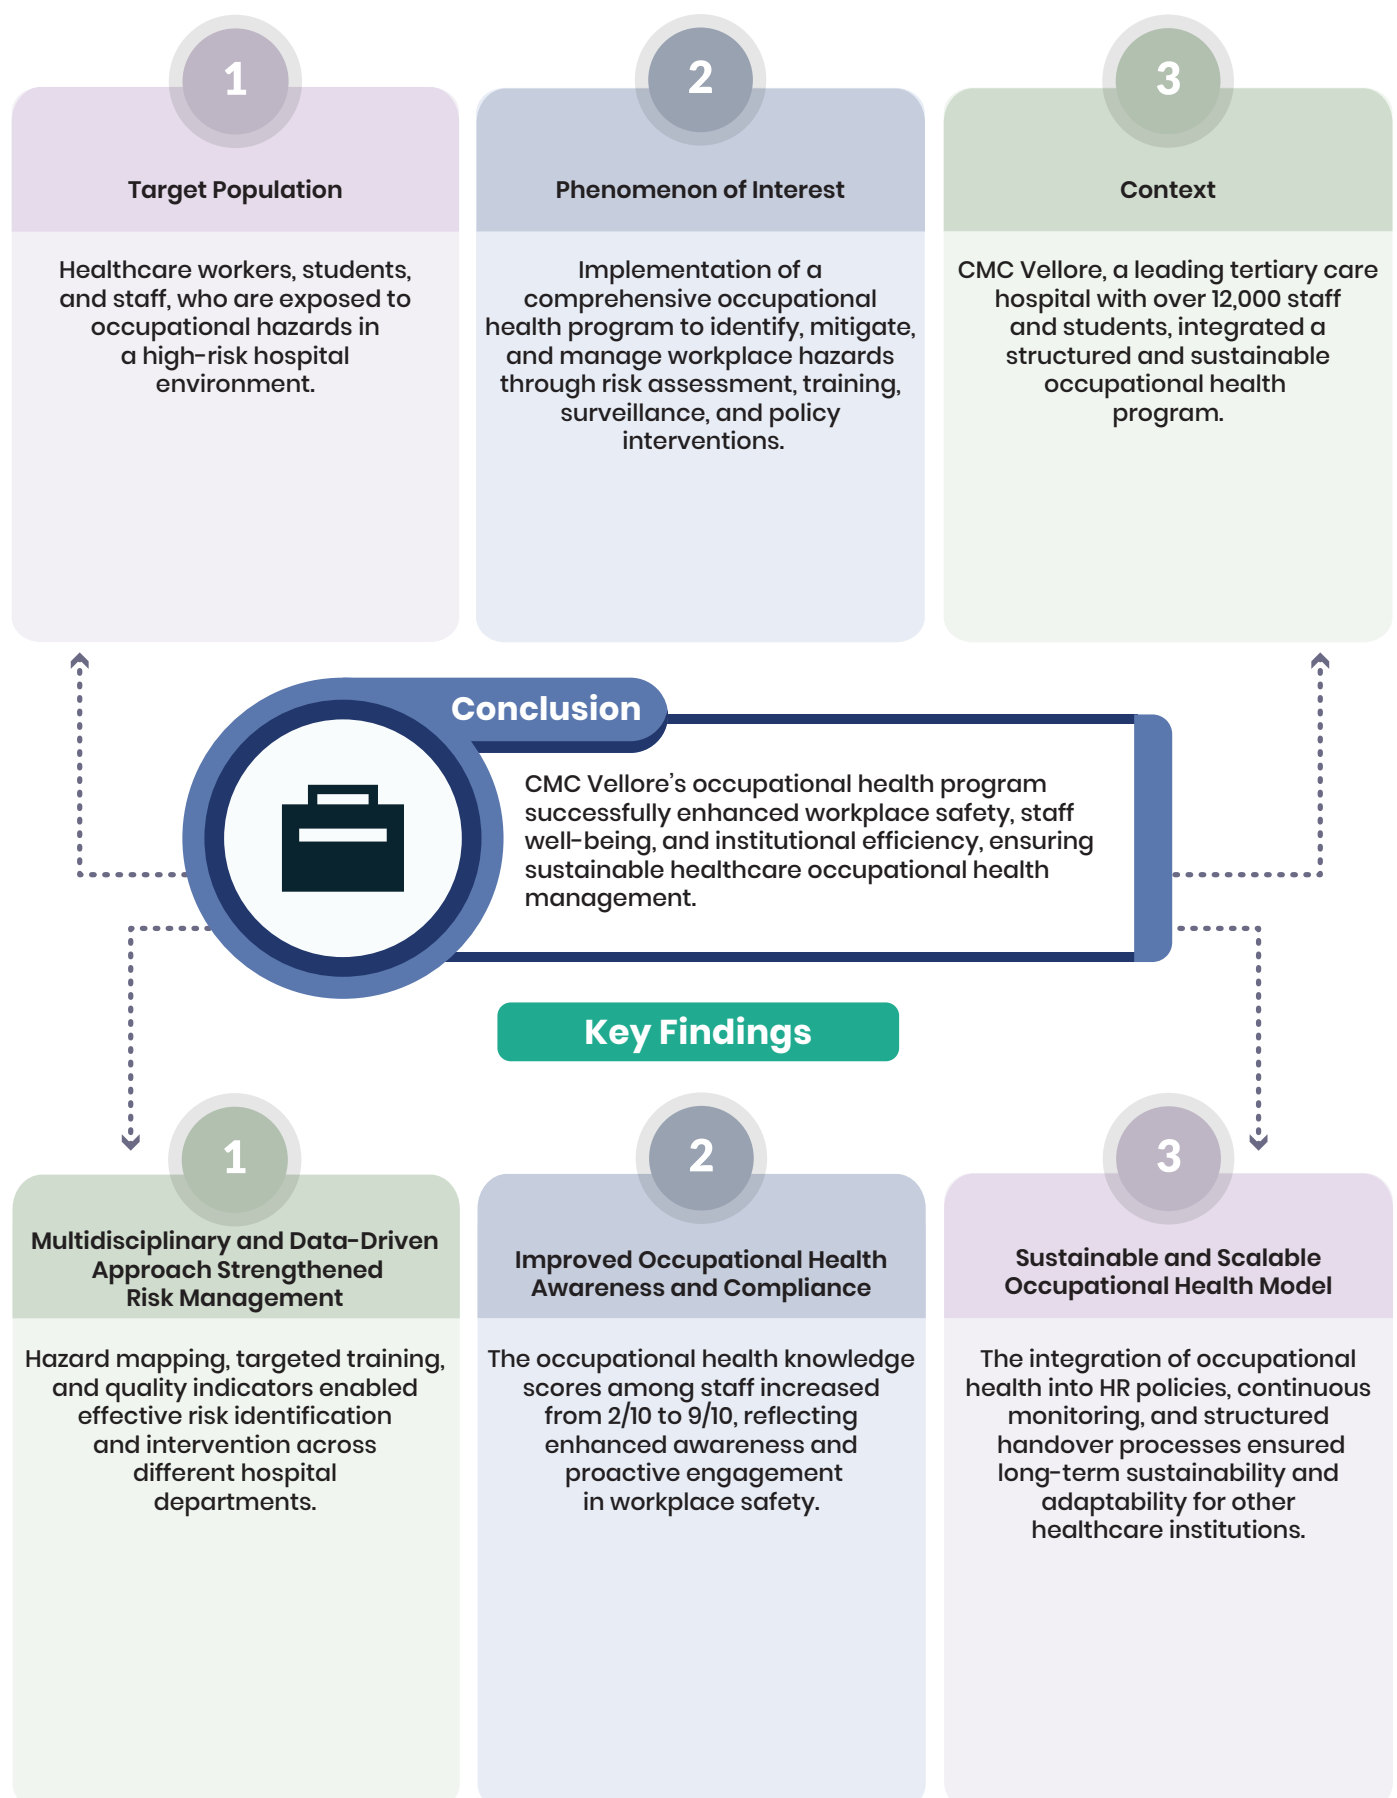 1
Target Population
Healthcare workers, students,
and staff, who are exposed to
occupational hazards in
a high-risk hospital
environment.
2
Phenomenon of Interest
Implementation of a
comprehensive occupational
health program to identify, mitigate,
and manage workplace hazards
through risk assessment, training,
surveillance, and policy
interventions.
3
Context
CMC Vellore, a leading tertiary care
hospital with over 12,000 staff
and students, integrated a
structured and sustainable
occupational health
program.
Conclusion
CMC Vellore’s occupational health program
successfully enhanced workplace safety, staff
well-being, and institutional efficiency, ensuring
sustainable healthcare occupational health
management.
Key Findings
1
Multidisciplinary and Data-Driven
Approach Strengthened
Risk Management
Hazard mapping, targeted training,
and quality indicators enabled
effective risk identification
and intervention across
different hospital
departments.
2
Improved Occupational Health
Awareness and Compliance
The occupational health knowledge
scores among staff increased
from 2/10 to 9/10, reflecting
enhanced awareness and
proactive engagement
in workplace safety.
3
Sustainable and Scalable
Occupational Health Model
The integration of occupational
health into HR policies, continuous
monitoring, and structured
handover processes ensured
long-term sustainability and
adaptability for other
healthcare institutions.